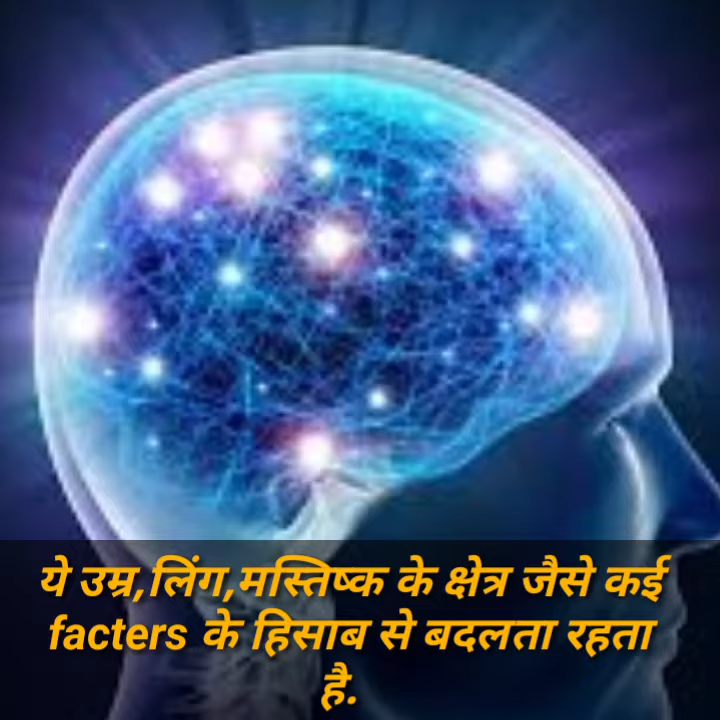 ये उम्र,लिंग,मस्तिष्क के क्षेत्र जैसे कई
facters के हिसाब से बदलता रहता
है.